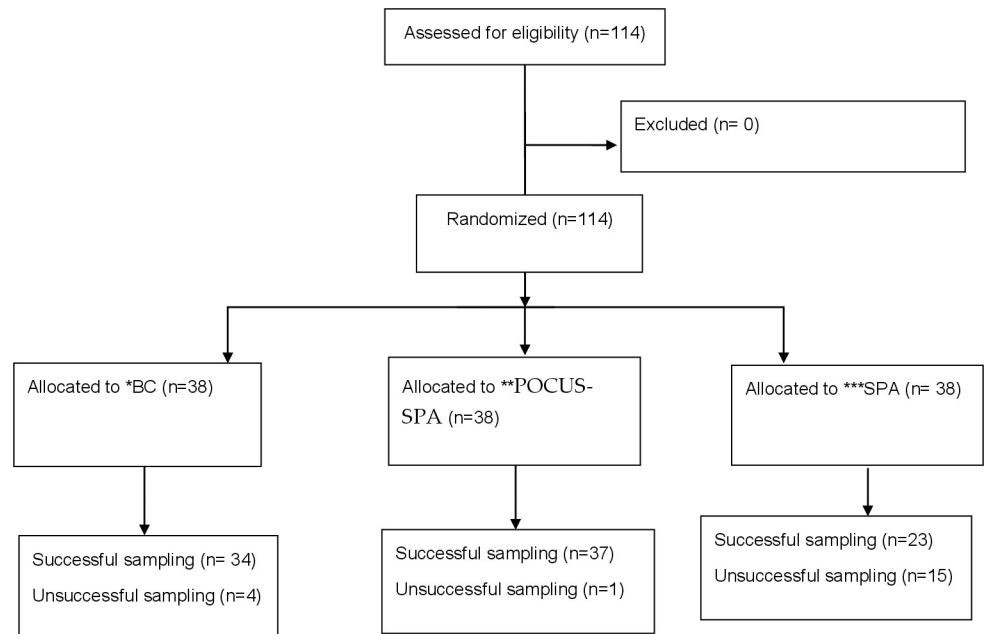 Assessed for eligibility (n=114)
Excluded (n= 0)
Randomized (n=114)
Allocated to *BC (n=38)
Allocated to **POCUS-
SPA (n=38)
Allocated to ***SPA (n= 38)
Successful sampling (n= 34)
Unsuccessful sampling (n=4)
Successful sampling (n=37)
Unsuccessful sampling (n=1)
Successful sampling (n=23)
Unsuccessful sampling (n=15)